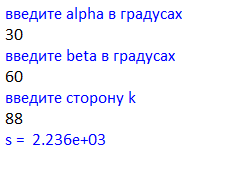 введите alpha в градусах
30
введите beta в градусах
60
введите сторону k
88
s =  2.236e+03